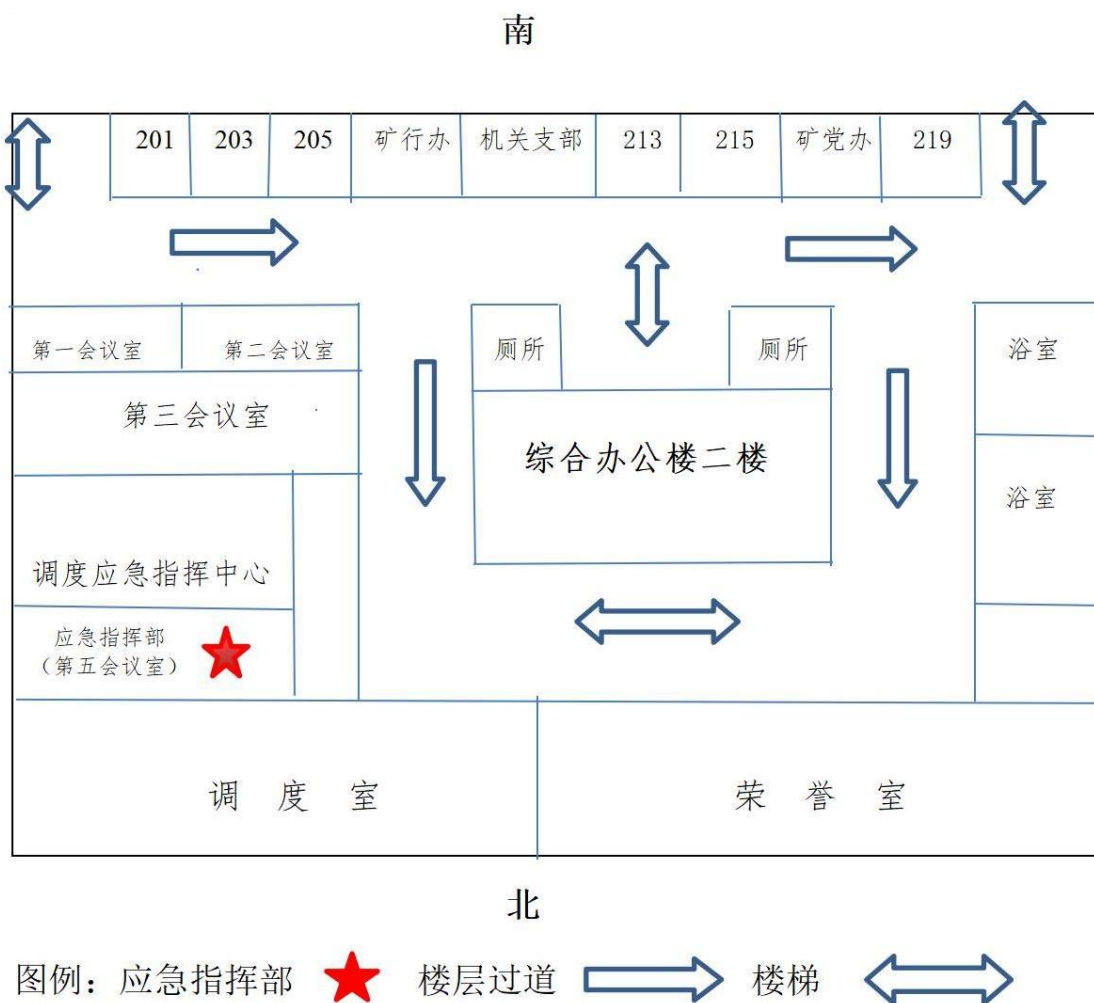 南
201 203 205 矿行办 机关支部 213 215 矿党办 219
第一会议室 第二会议室 厕所 厕所 浴室
第三会议室
综合办公楼二楼
浴室
调度应急指挥中心
应急指挥部
（第五会议室）
调 度 室 荣 誉 室
北
图例：应急指挥部 楼层过道 楼梯